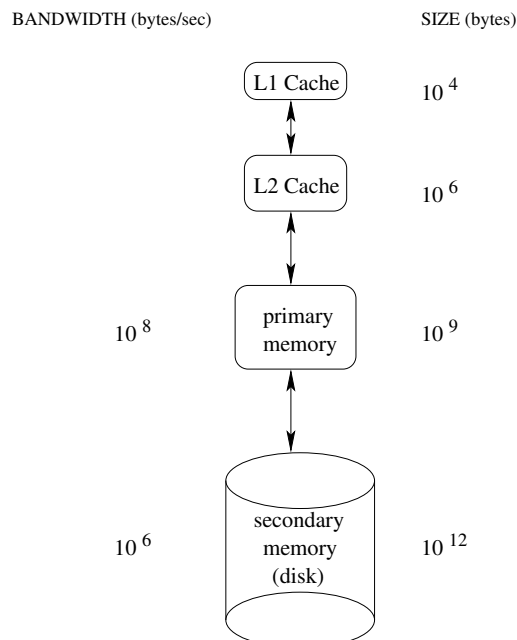 BANDWIDTH (bytes/sec)
SIZE (bytes)
L1 Cache
10^4
L2 Cache
10^6
10^8
primary
memory
10^9
10^6
secondary
memory
(disk)
10^12